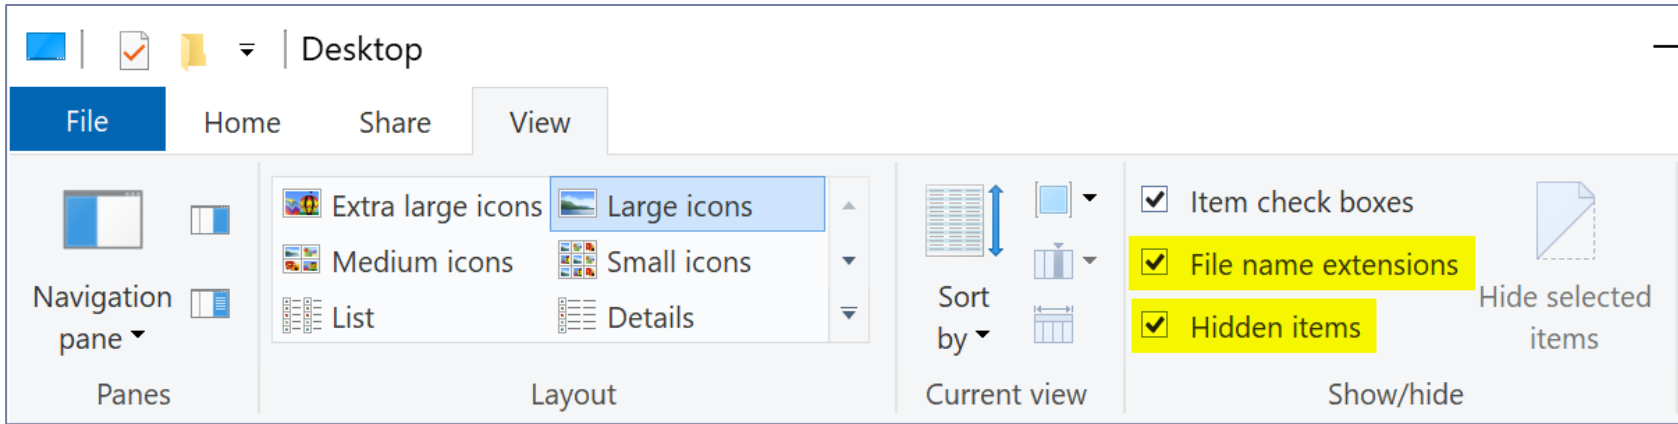 Desktop
File
Home
Share
View
Navigation
pane
Panes
Extra large icons
Large icons
Medium icons
Small icons
List
Details
Layout
Sort
by
Current view
Item check boxes
File name extensions
Hidden items
Hide selected
items
Show/hide